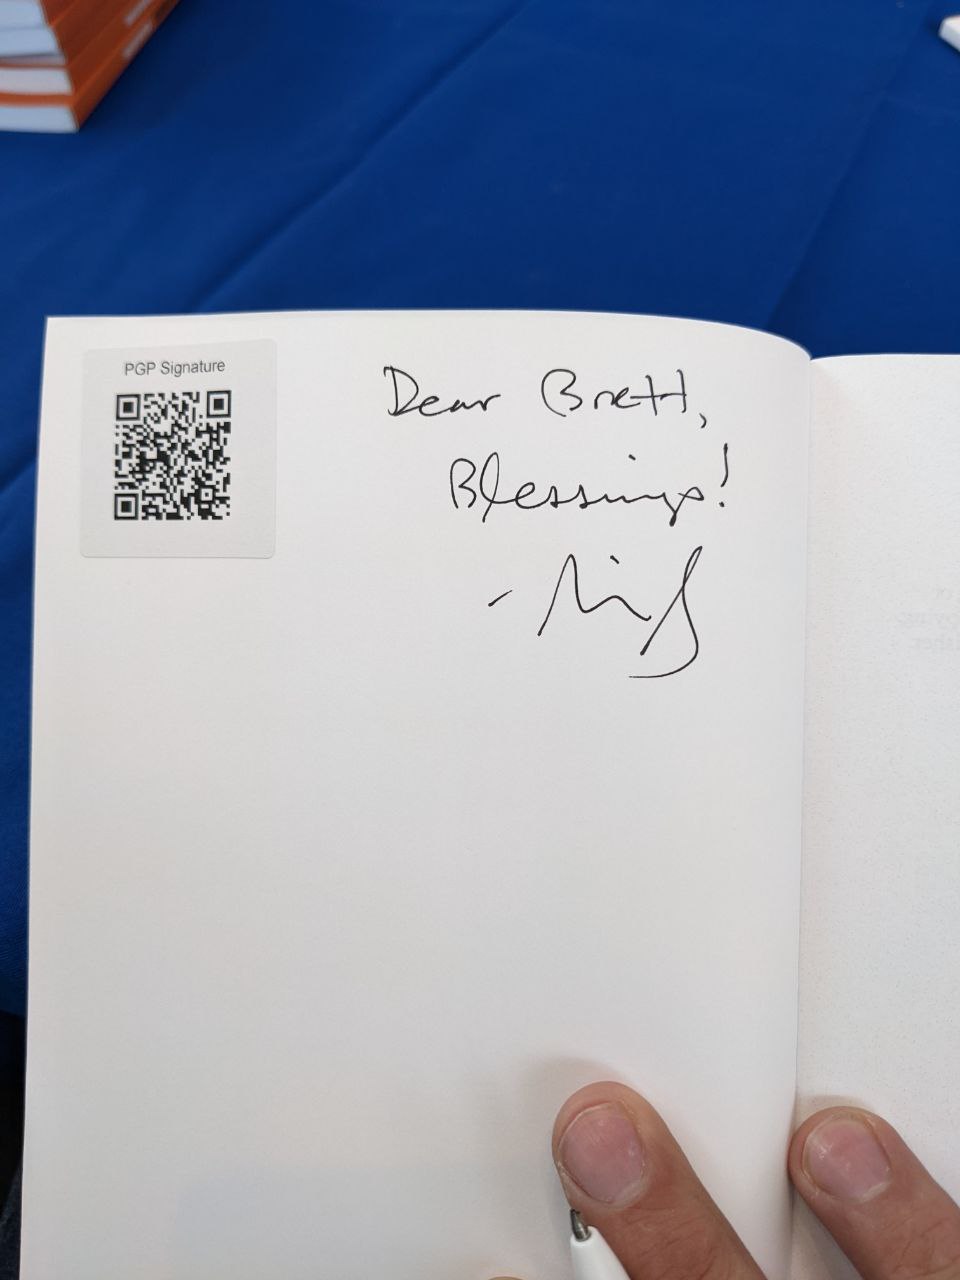 PGP Signature
Dear Brett,
Blessings!